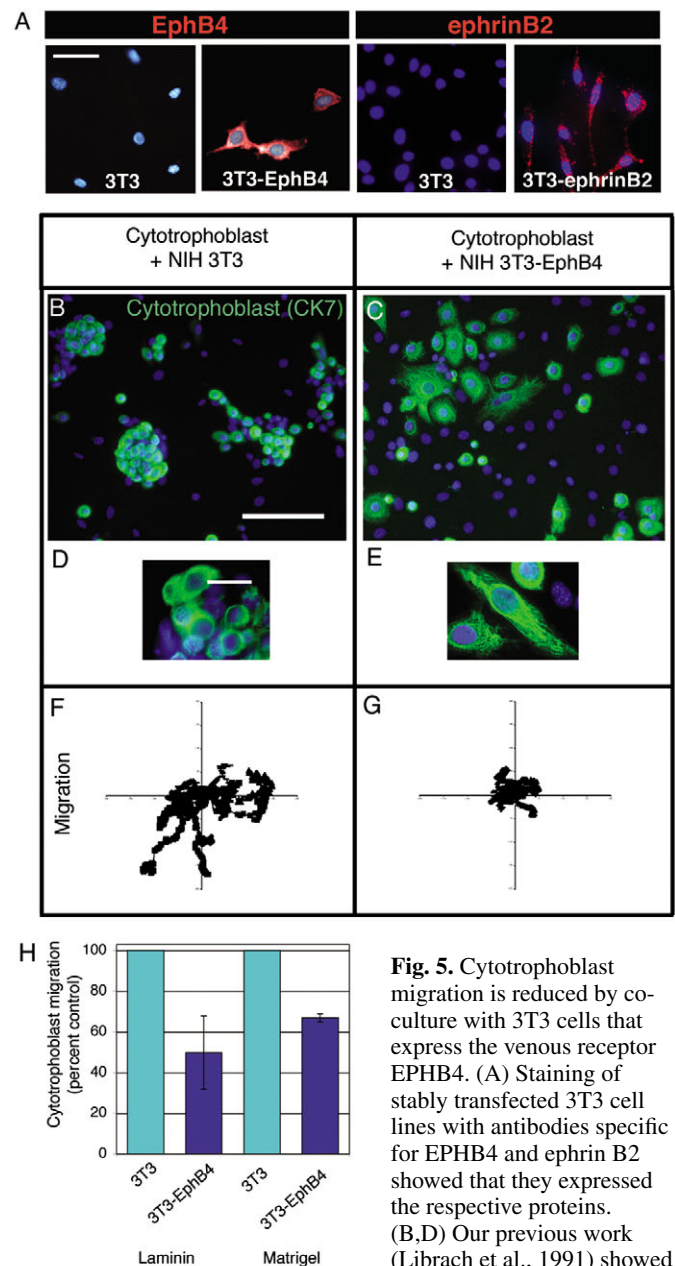 A
EphB4
ephrinB2
3T3
3T3-EphB4
3T3
3T3-ephrinB2
Cytotrophoblast
+ NIH 3T3
Cytotrophoblast
+ NIH 3T3-EphB4
B
Cytotrophoblast (CK7)
C
D
E
F
G
Migration
H
Cytotrophoblast migration
(percent control)
100
80
60
40
20
0
3T3
3T3-EphB4
3T3
3T3-EphB4
Laminin
Matrigel
Fig. 5. Cytotrophoblast
migration is reduced by co-
culture with 3T3 cells that
express the venous receptor
EPHB4. (A) Staining of
stably transfected 3T3 cell
lines with antibodies specific
for EPHB4 and ephrin B2
showed that they expressed
the respective proteins.
(B,D) Our previous work
(Librach et al., 1991) showed